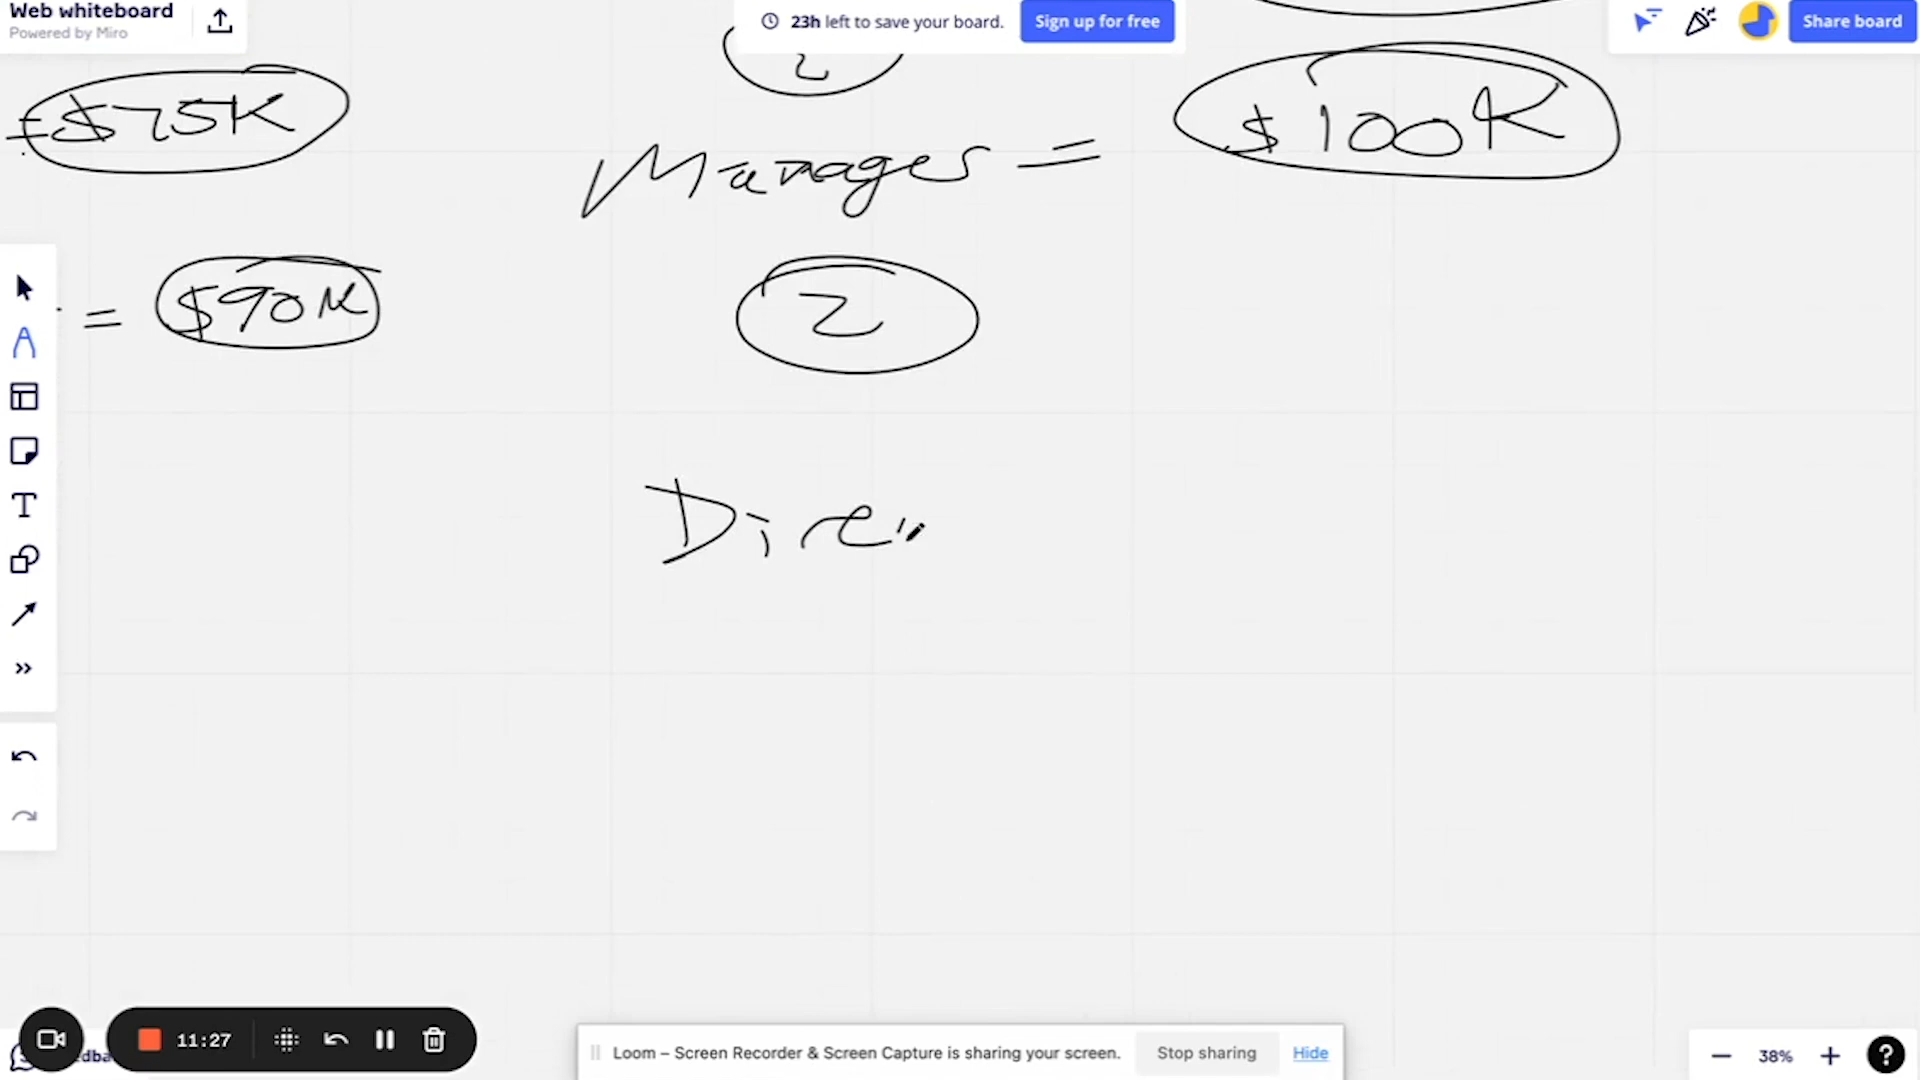 Web whiteboard
Powered by Miro
23h left to save your board.
Sign up for free
Share board
= $75K
2
Manager = $100K
= $90K
2
Dire
T
11:27
Loom – Screen Recorder & Screen Capture is sharing your screen.
Stop sharing
Hide
38%
?